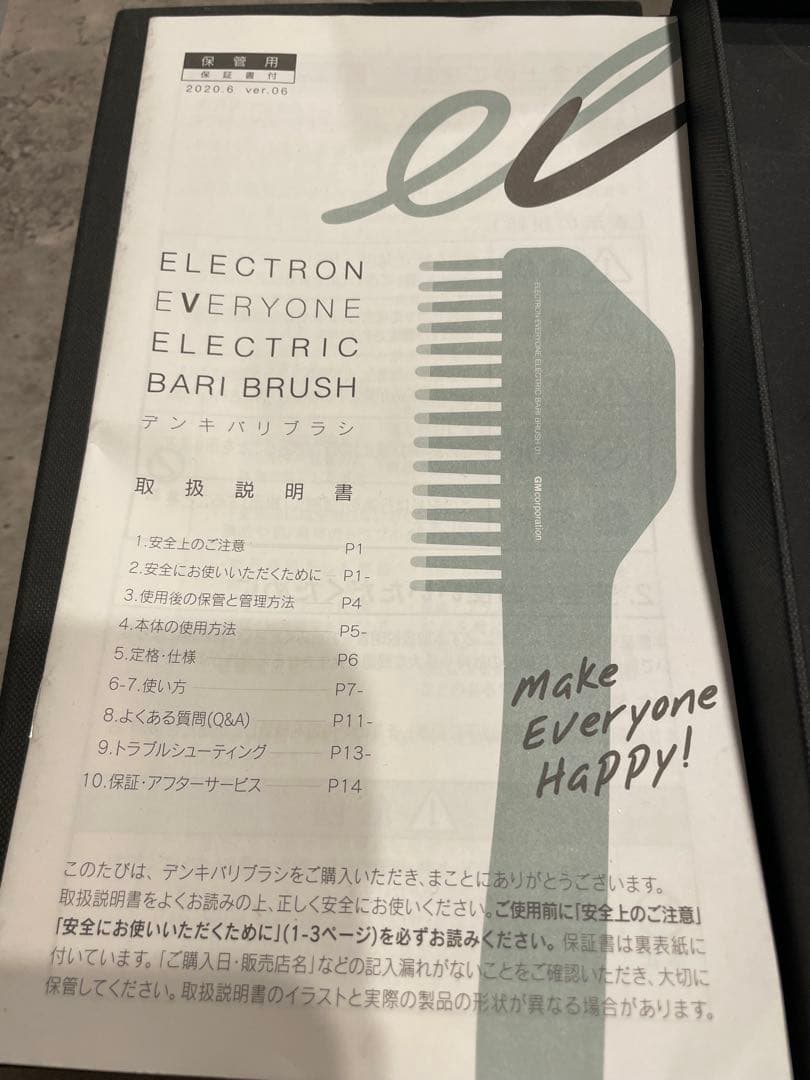 保管用
保証書付
2020.6 ver.06
ev
ELECTRON
EVERYONE
ELECTRIC
BARI BRUSH
デンキバリブラシ
ELECTRON EVERYONE ELECTRIC BARI BRUSH 01
GMcorporation
取扱説明書
1.安全上のご注意 P1
2.安全にお使いいただくために P1-
3.使用後の保管と管理方法 P4
4.本体の使用方法 P5-
5.定格・仕様 P6
6-7.使い方 P7-
8.よくある質問(Q&A) P11-
9.トラブルシューティング P13-
10.保証・アフターサービス P14
make
Everyone
Happy!
このたびは、デンキバリブラシをご購入いただき、まことにありがとうございます。
取扱説明書をよくお読みの上、正しく安全にお使いください。ご使用前に「安全上のご注意」
「安全にお使いいただくために」(1-3ページ)を必ずお読みください。保証書は裏表紙に
付いています。「ご購入日・販売店名」などの記入漏れがないことをご確認いただき、大切に
保管してください。取扱説明書のイラストと実際の製品の形状が異なる場合があります。